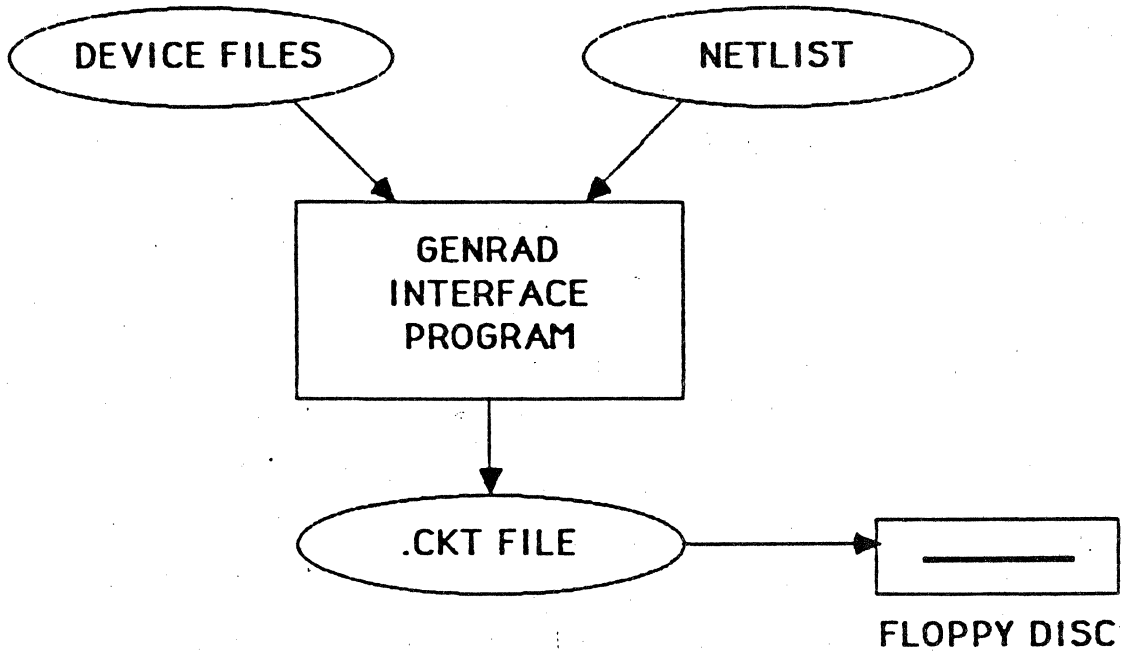 DEVICE FILES
NETLIST
GENRAD
INTERFACE
PROGRAM
.CKT FILE
FLOPPY DISC